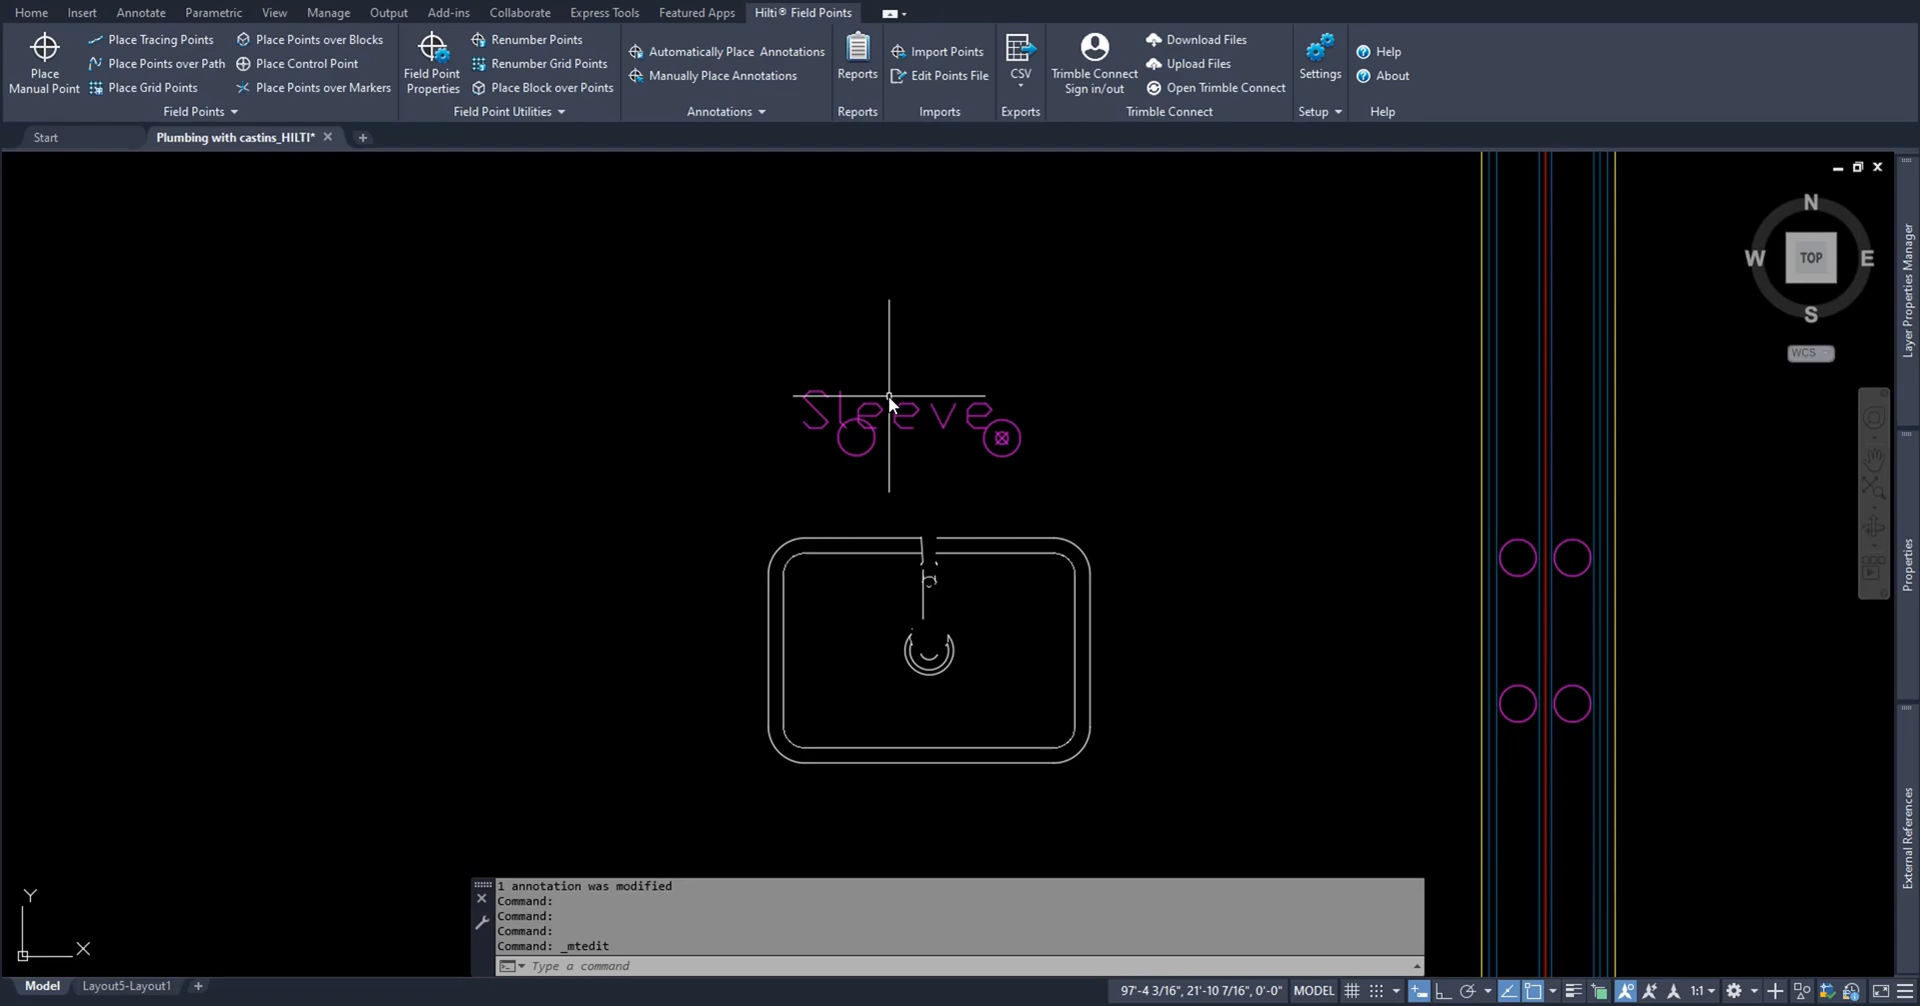 Home Insert Annotate Parametric View Manage Output Add-ins Collaborate Express Tools Featured Apps Hilti® Field Points
Place Manual Point
Place Tracing Points
Place Points over Path
Place Grid Points
Place Points over Blocks
Place Control Point
Place Points over Markers
Field Points
Field Point Properties
Renumber Points
Renumber Grid Points
Place Block over Points
Field Point Utilities
Automatically Place Annotations
Manually Place Annotations
Annotations
Reports
Reports
Import Points
Edit Points File
Imports
CSV
Exports
Trimble Connect Sign in/out
Download Files
Upload Files
Open Trimble Connect
Trimble Connect
Settings
Setup
Help
About
Help
Start
Plumbing with castins_HILTI*
N
W TOP E
S
WCS
Layer Properties Manager
Properties
External References
Sleeve
Y
X
1 annotation was modified
Command:
Command:
Command:
Command: _mtedit
Type a command
Model Layout5-Layout1
97'-4 3/16", 21'-10 7/16", 0'-0" MODEL 1:1